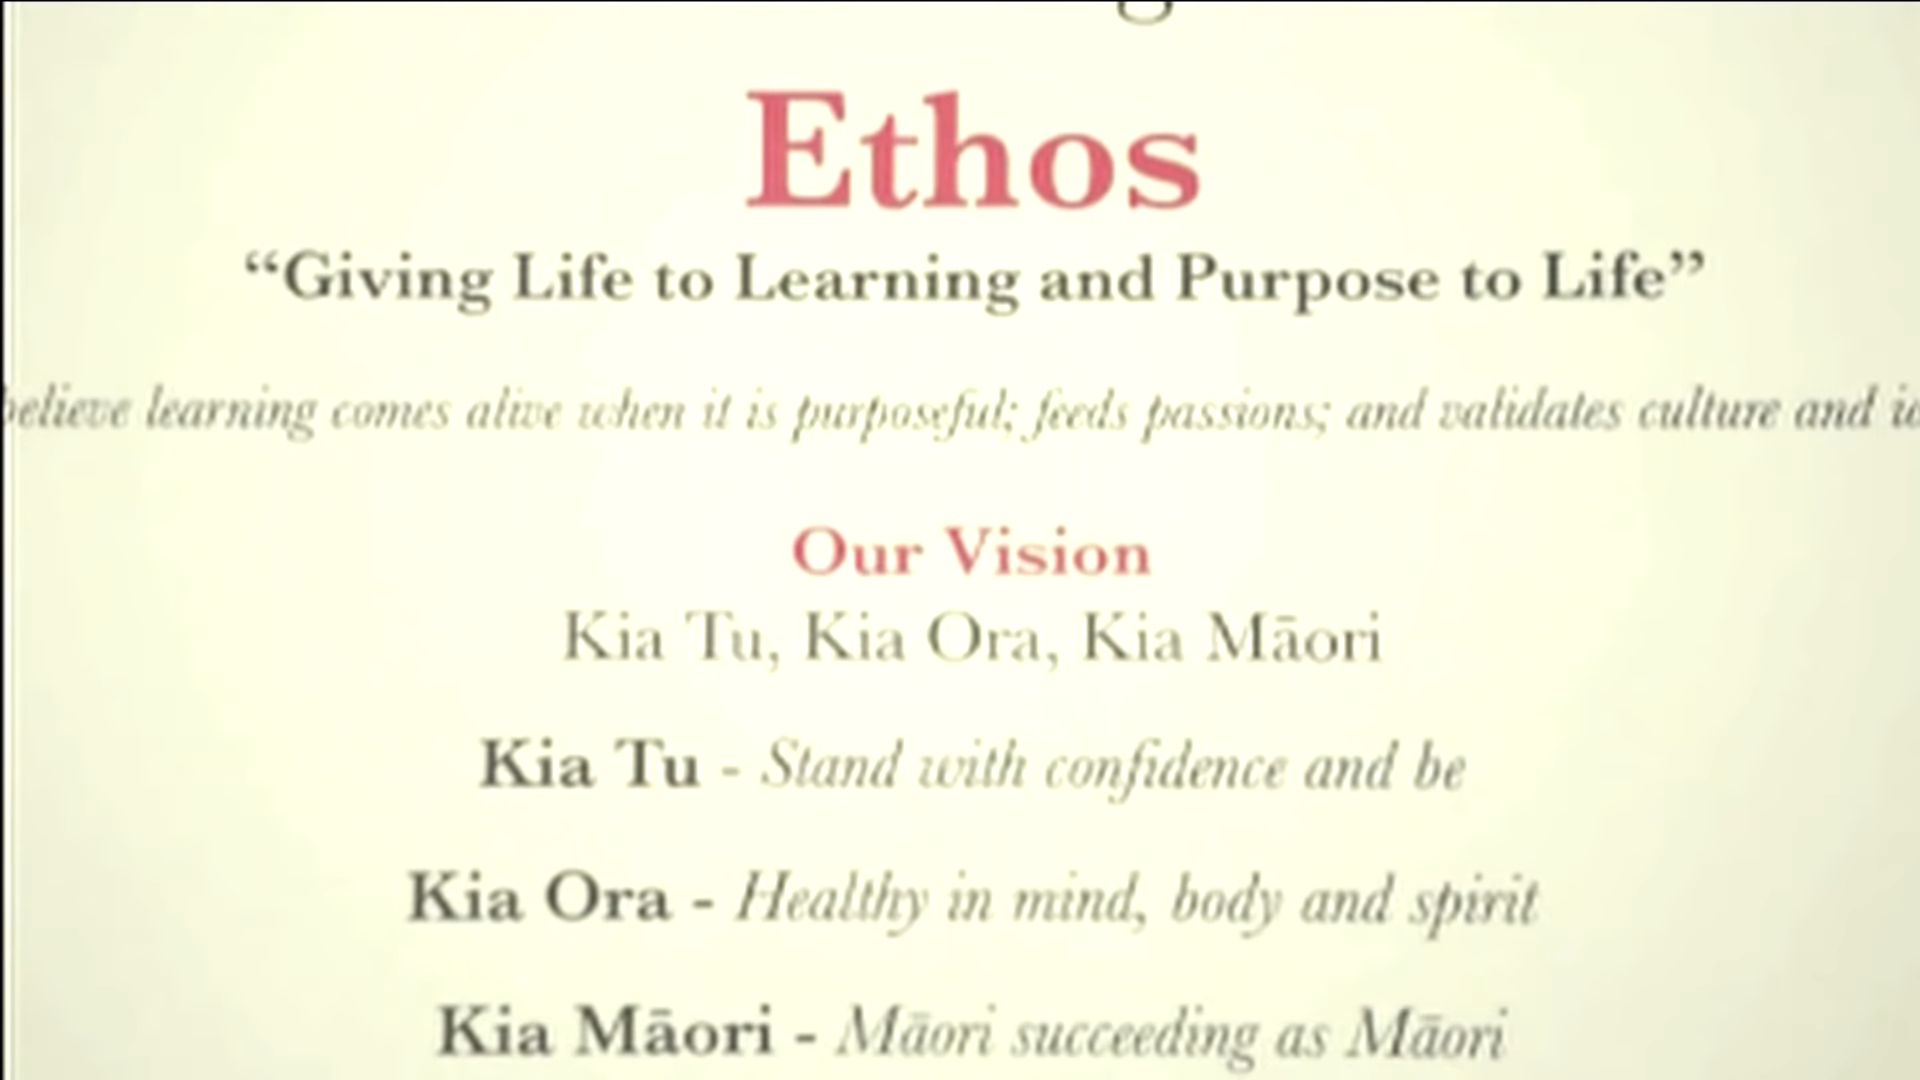 Ethos
“Giving Life to Learning and Purpose to Life”
believe learning comes alive when it is purposeful; feeds passions; and validates culture and
Our Vision
Kia Tu, Kia Ora, Kia Māori
Kia Tu - Stand with confidence and be
Kia Ora - Healthy in mind, body and spirit
Kia Māori - Māori succeeding as Māori